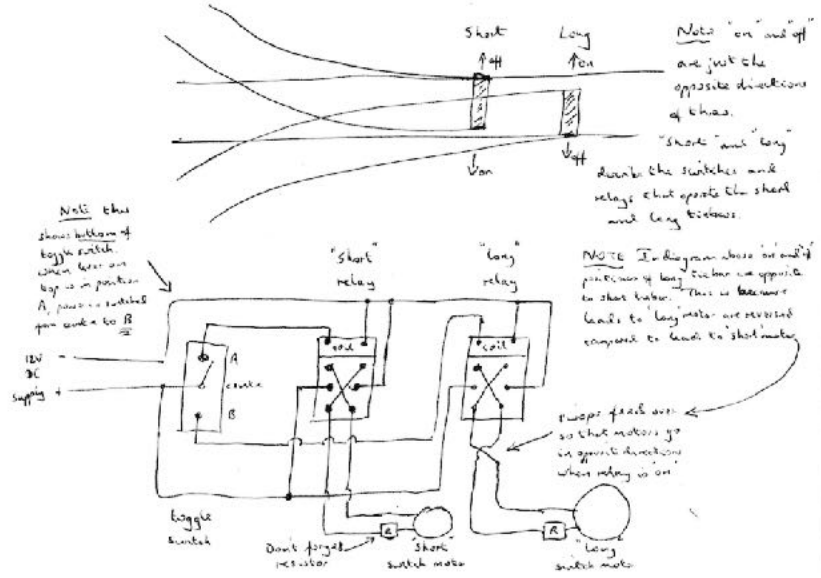 Short
Long
off
on
on
off
Note "on" and "off"
are just the
opposite directions
of throw.
"Short" and "long"
describe the switches and
relays that operate the short
and long tiebars.
Note this
shows bottom of
toggle switch.
When lever on
top is in position
A, power is switched
from centre to B
"Short"
relay
"Long"
relay
NOTE In diagram above "on" and "off"
positions of long tiebar are opposite
to short tiebar. This is because
leads to "long" motor are reversed
compared to leads to "short" motor
12V -
DC
Supply +
A
centre
B
coil
coil
feed over
so that motors go
in opposite directions
when relay is "on"
toggle
switch
Don't forget
resistor
R
"Short"
switch motor
R
"Long"
switch motor